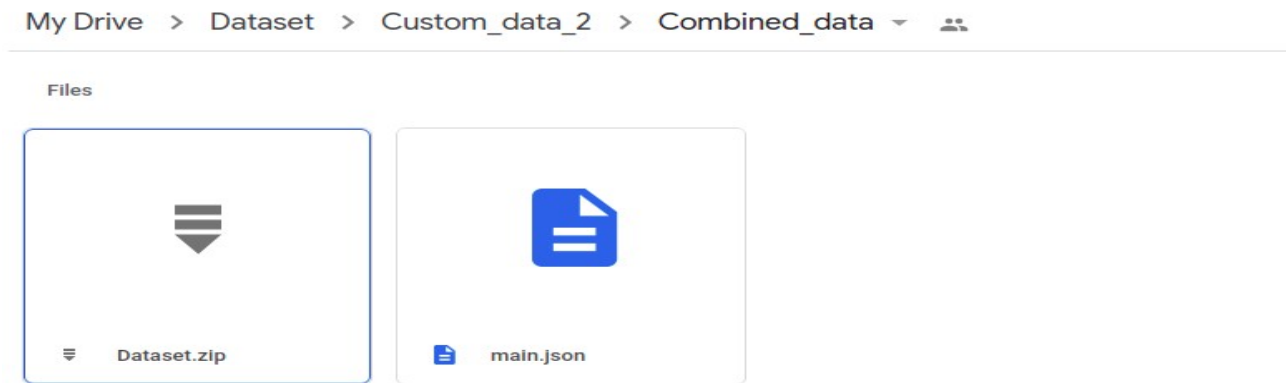 My Drive > Dataset > Custom_data_2 > Combined_data
Files
Dataset.zip
main.json